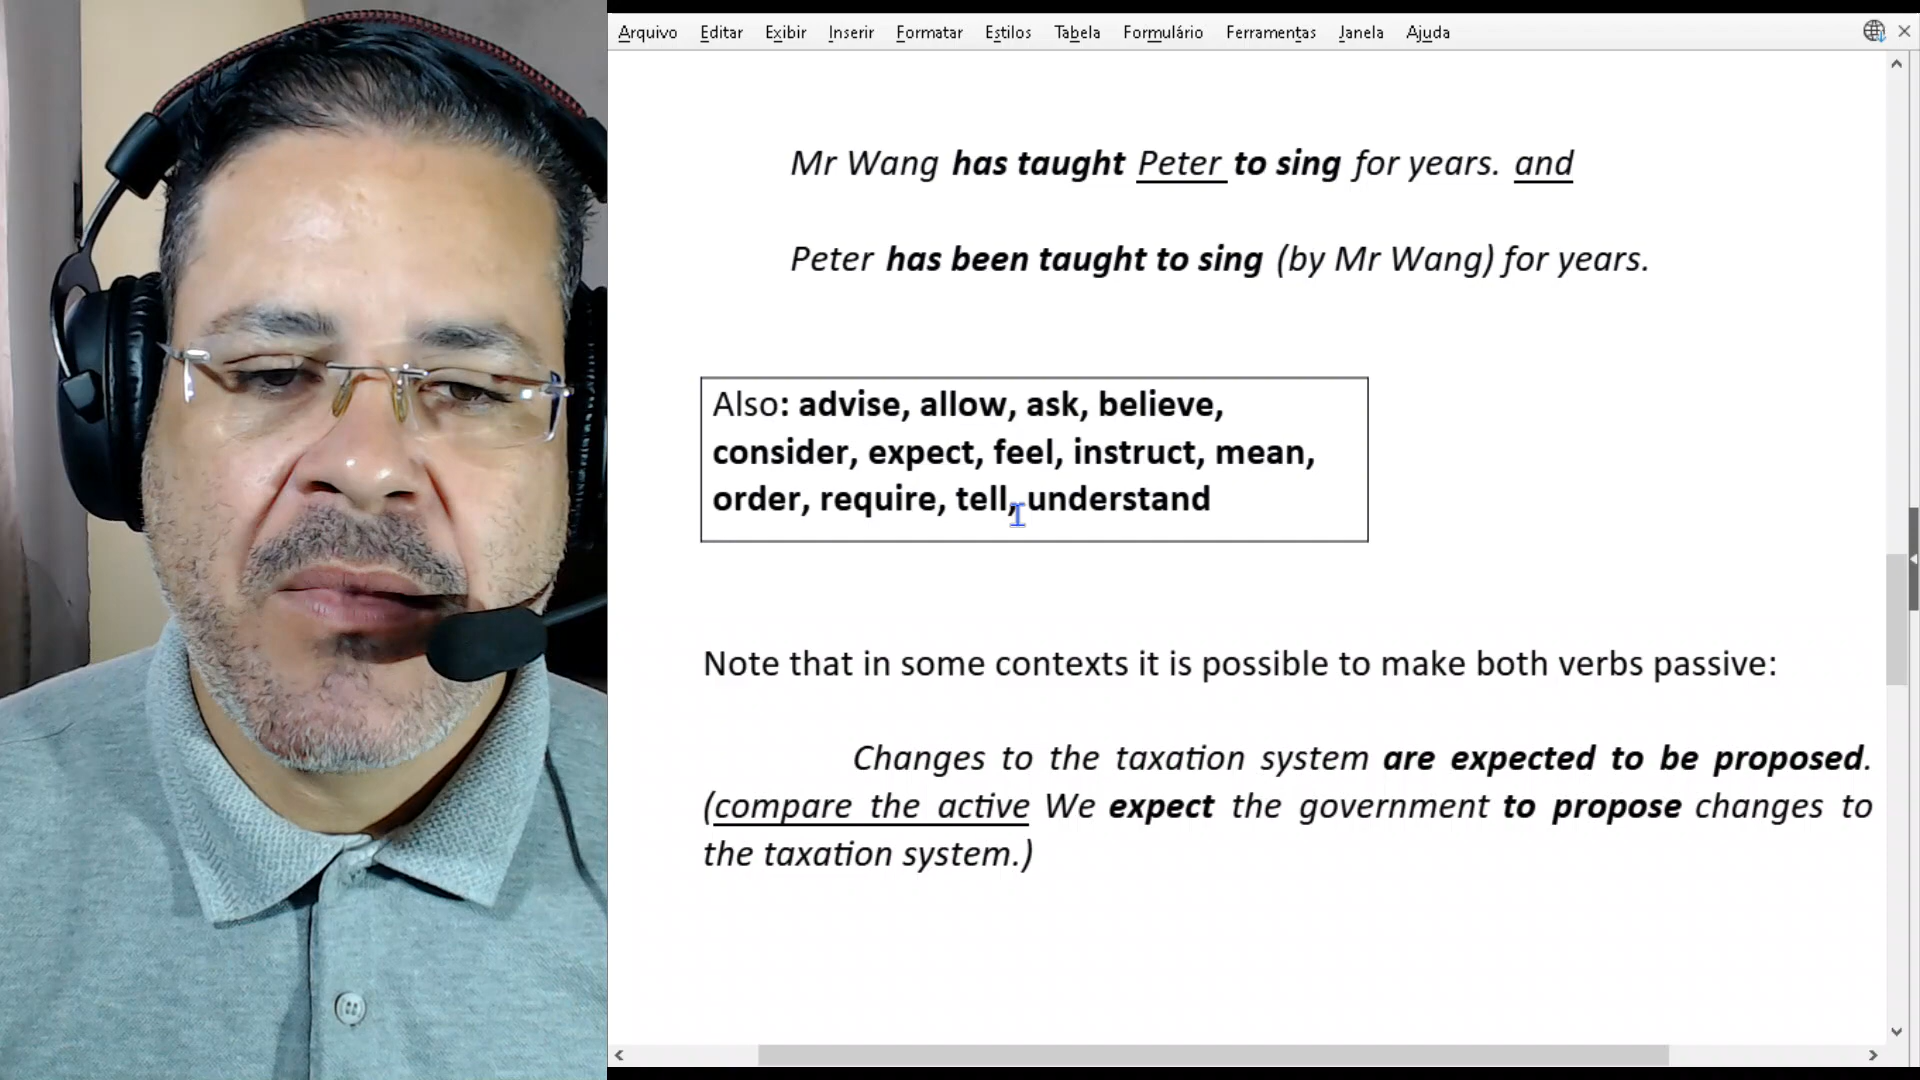 Arquivo Editar Exibir Inserir Formatar Estilos Tabela Formulário Ferramentas Janela Ajuda
Mr Wang has taught Peter to sing for years. and
Peter has been taught to sing (by Mr Wang) for years.
Also: advise, allow, ask, believe,
consider, expect, feel, instruct, mean,
order, require, tell, understand
Note that in some contexts it is possible to make both verbs passive:
Changes to the taxation system are expected to be proposed.
(compare the active We expect the government to propose changes to
the taxation system.)